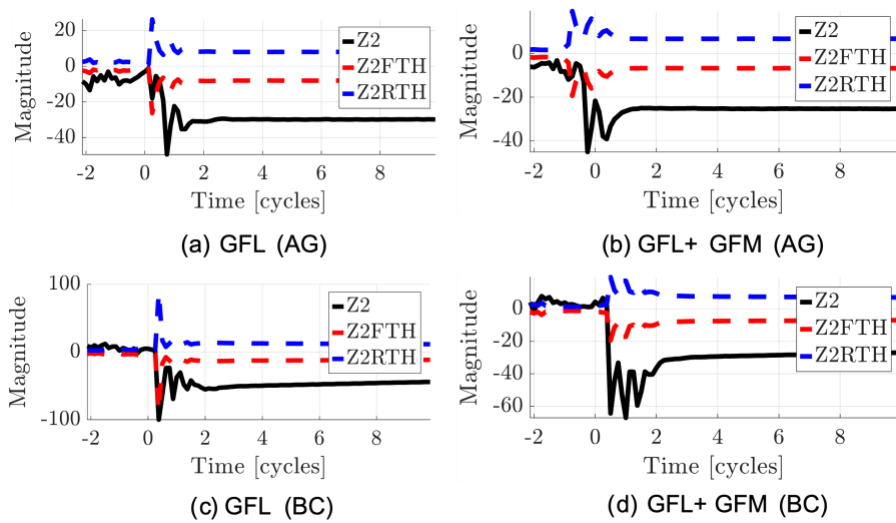 20
0
-20
-40
Magnitude
Z2
Z2FTH
Z2RTH
-2 0 2 4 6 8
Time [cycles]
(a) GFL (AG)
0
-20
-40
Magnitude
Z2
Z2FTH
Z2RTH
-2 0 2 4 6 8
Time [cycles]
(b) GFL+ GFM (AG)
100
50
0
-50
-100
Magnitude
Z2
Z2FTH
Z2RTH
-2 0 2 4 6 8
Time [cycles]
(c) GFL (BC)
0
-20
-40
-60
Magnitude
Z2
Z2FTH
Z2RTH
-2 0 2 4 6 8
Time [cycles]
(d) GFL+ GFM (BC)